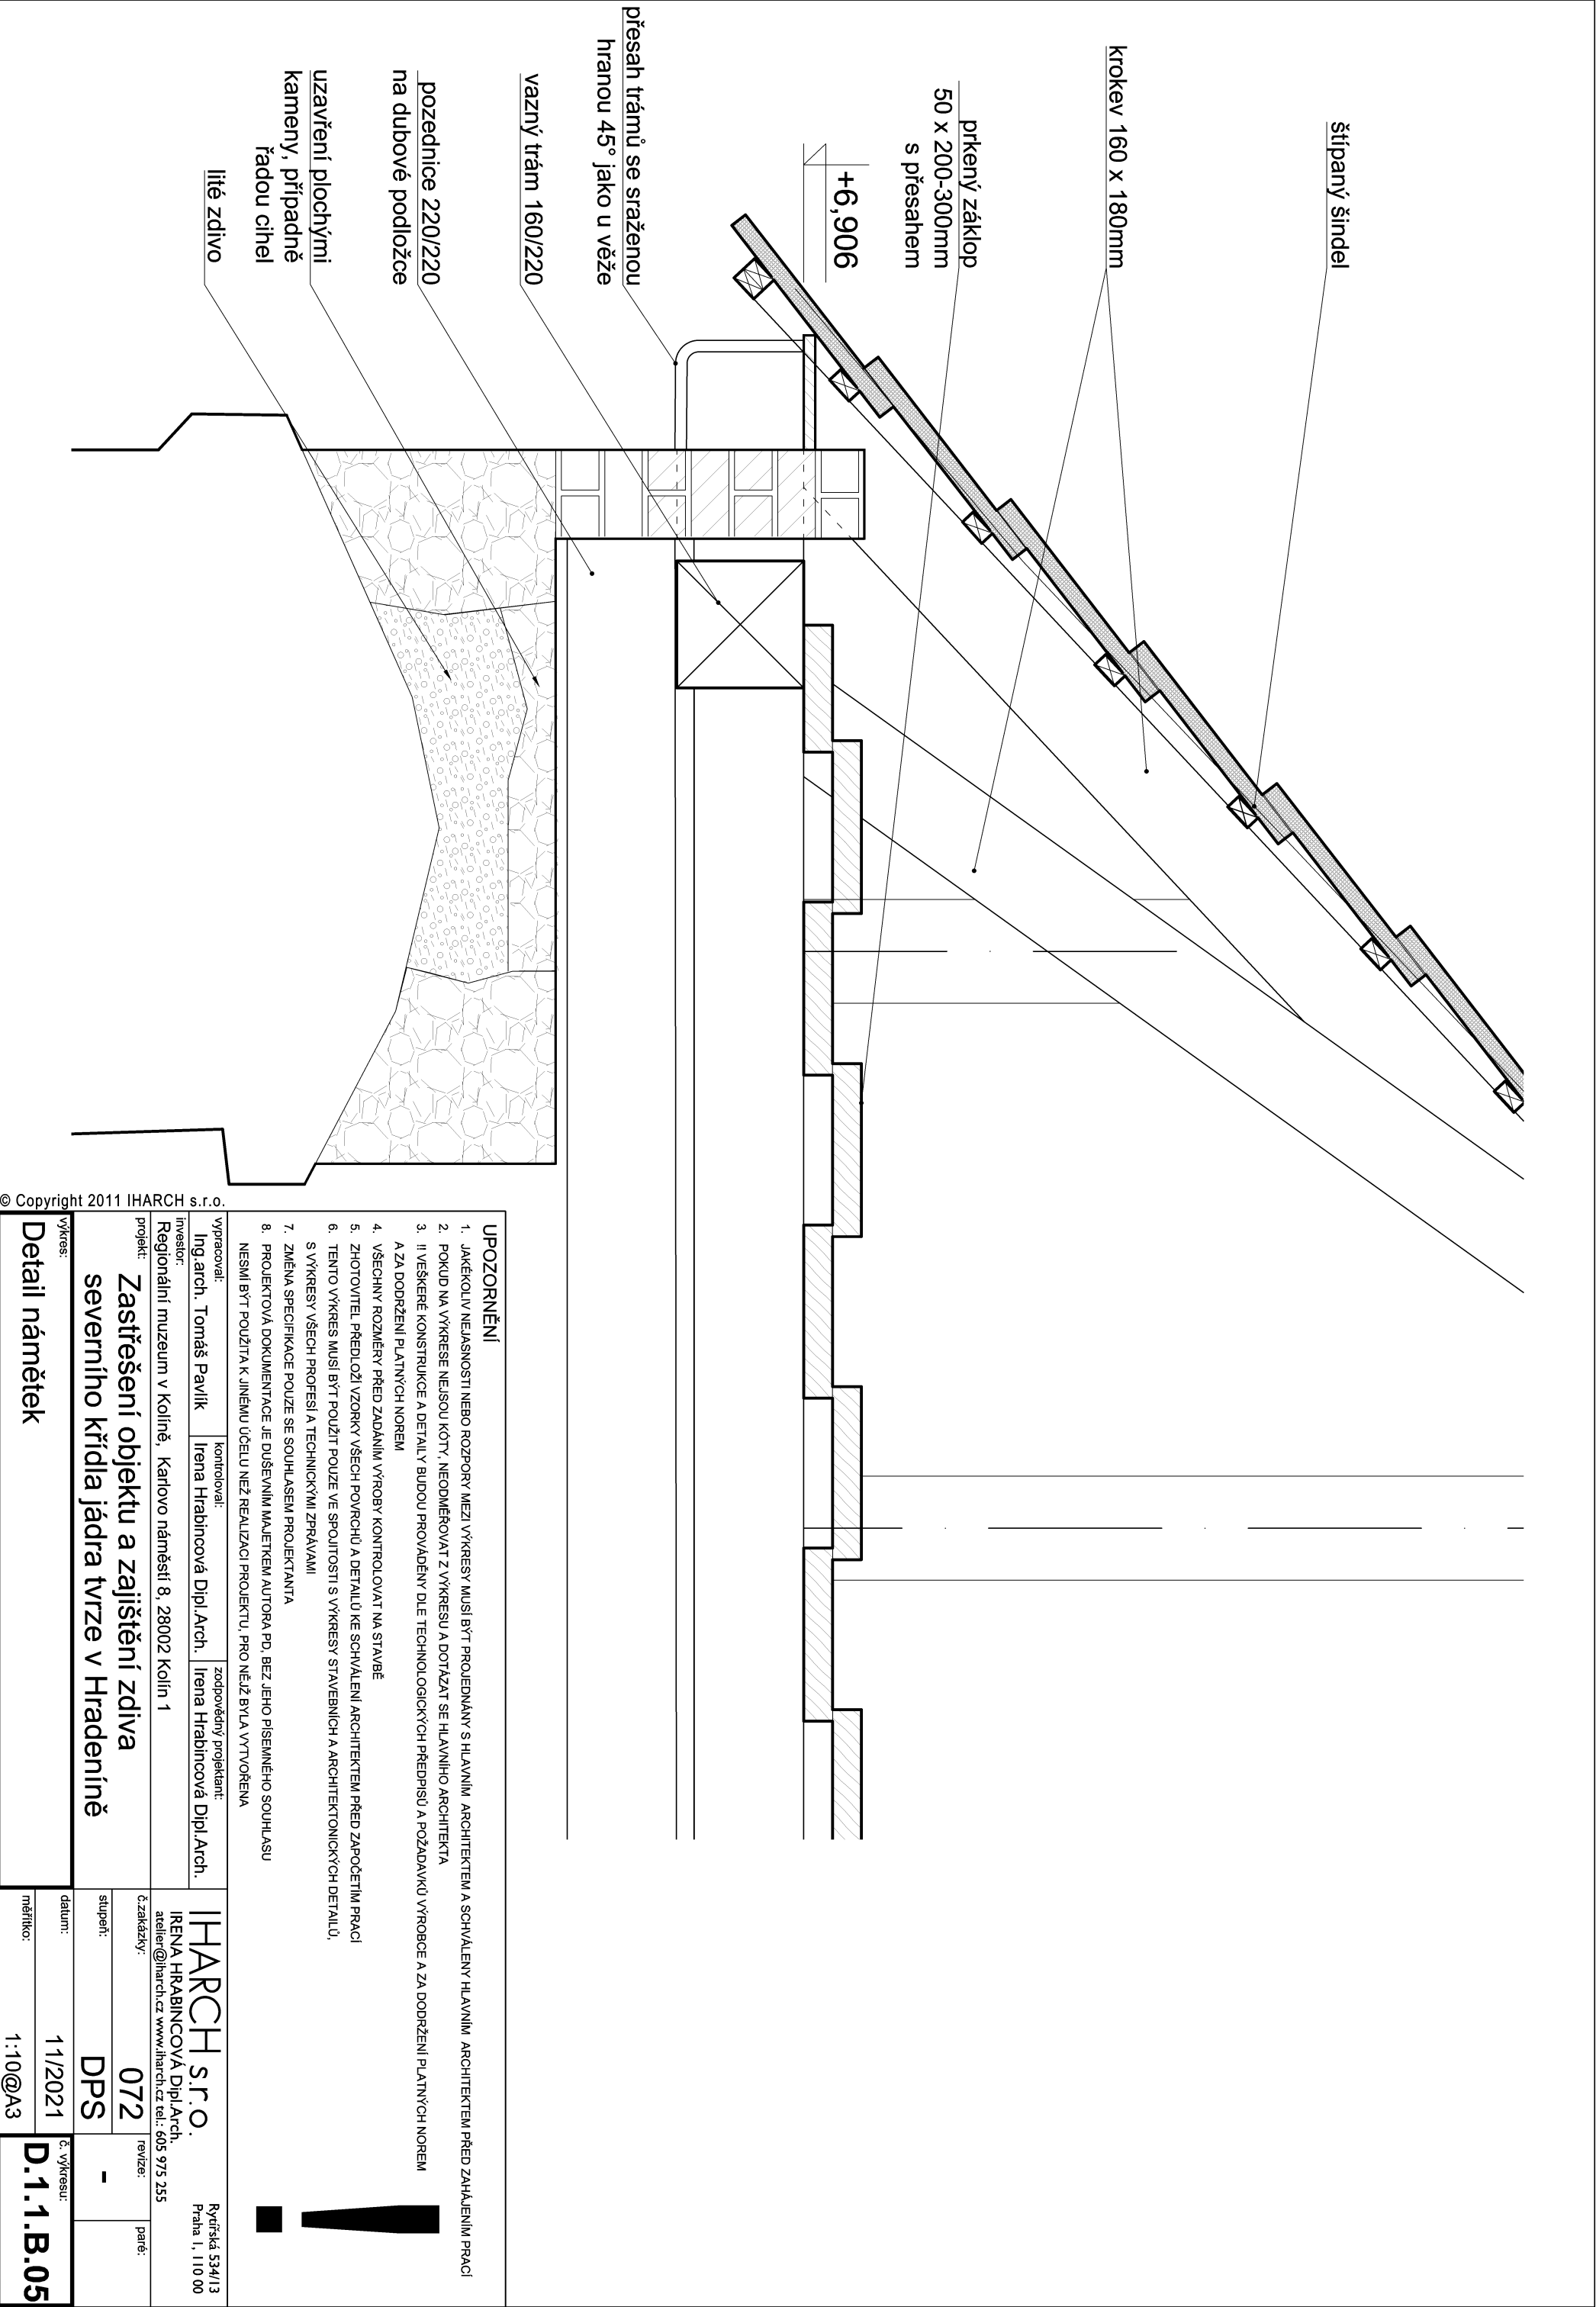 štípaný šindel
krokev 160 x 180mm
prkený záklop
50 x 200-300mm
s přesahem
+6,906
přesah trámů se sraženou
hranou 45° jako u věže
vazný trám 160/220
pozednice 220/220
na dubové podložce
uzavření plochými
kameny, případně
řadou cihel
lité zdivo
UPOZORNĚNÍ
1. JAKÉKOLIV NEJASNOSTI NEBO ROZPORY MEZI VÝKRESY MUSÍ BÝT PROJEDNÁNY S HLAVNÍM ARCHITEKTEM A SCHVÁLENY HLAVNÍM ARCHITEKTEM PŘED ZAHÁJENÍM PRACÍ
2. POKUD NA VÝKRESE NEJSOU KÓTY, NEODMĚŘOVAT Z VÝKRESU A DOTÁZAT SE HLAVNÍHO ARCHITEKTA
3. !! VEŠKERÉ KONSTRUKCE A DETAILY BUDOU PROVÁDĚNY DLE TECHNOLOGICKÝCH PŘEDPISŮ A POŽADAVKŮ VÝROBCE A ZA DODRŽENÍ PLATNÝCH NOREM
A ZA DODRŽENÍ PLATNÝCH NOREM
4. VŠECHNY ROZMĚRY PŘED ZADÁNÍM VÝROBY KONTROLOVAT NA STAVBĚ
5. ZHOTOVITEL PŘEDLOŽÍ VZORKY VŠECH POVRCHŮ A DETAILŮ KE SCHVÁLENÍ ARCHITEKTEM PŘED ZAPOČETÍM PRACÍ
6. TENTO VÝKRES MUSÍ BÝT POUŽIT POUZE VE SPOJITOSTI S VÝKRESY STAVEBNÍCH A ARCHITEKTONICKÝCH DETAILŮ,
S VÝKRESY VŠECH PROFESÍ A TECHNICKÝMI ZPRÁVAMI
7. ZMĚNA SPECIFIKACE POUZE SE SOUHLASEM PROJEKTANTA
8. PROJEKTOVÁ DOKUMENTACE JE DUŠEVNÍM MAJETKEM AUTORA PD, BEZ JEHO PÍSEMNÉHO SOUHLASU
NESMÍ BÝT POUŽITA K JINÉMU ÚČELU NEŽ REALIZACI PROJEKTU, PRO NĚJŽ BYLA VYTVOŘENA
© Copyright 2011 IHARCH s.r.o.
vypracoval:
Ing.arch. Tomáš Pavlík
kontroloval:
Irena Hrabincová Dipl.Arch.
zodpovědný projektant:
Irena Hrabincová Dipl.Arch.
investor:
Regionální muzeum v Kolíně, Karlovo náměstí 8, 28002 Kolín 1
projekt:
Zastřešení objektu a zajištění zdiva
severního křídla jádra tvrze v Hradeníně
výkres:
Detail námětek
IHARCH s.r.o.
IRENA HRABINCOVÁ Dipl.Arch.
atelier@iharch.cz www.iharch.cz tel.: 605 975 255
Rytířská 534/13
Praha 1, 110 00
č.zakázky:
072
revize:
-
paré:
stupeň:
DPS
datum:
11/2021
měřítko:
1:10@A3
č. výkresu:
D.1.1.B.05